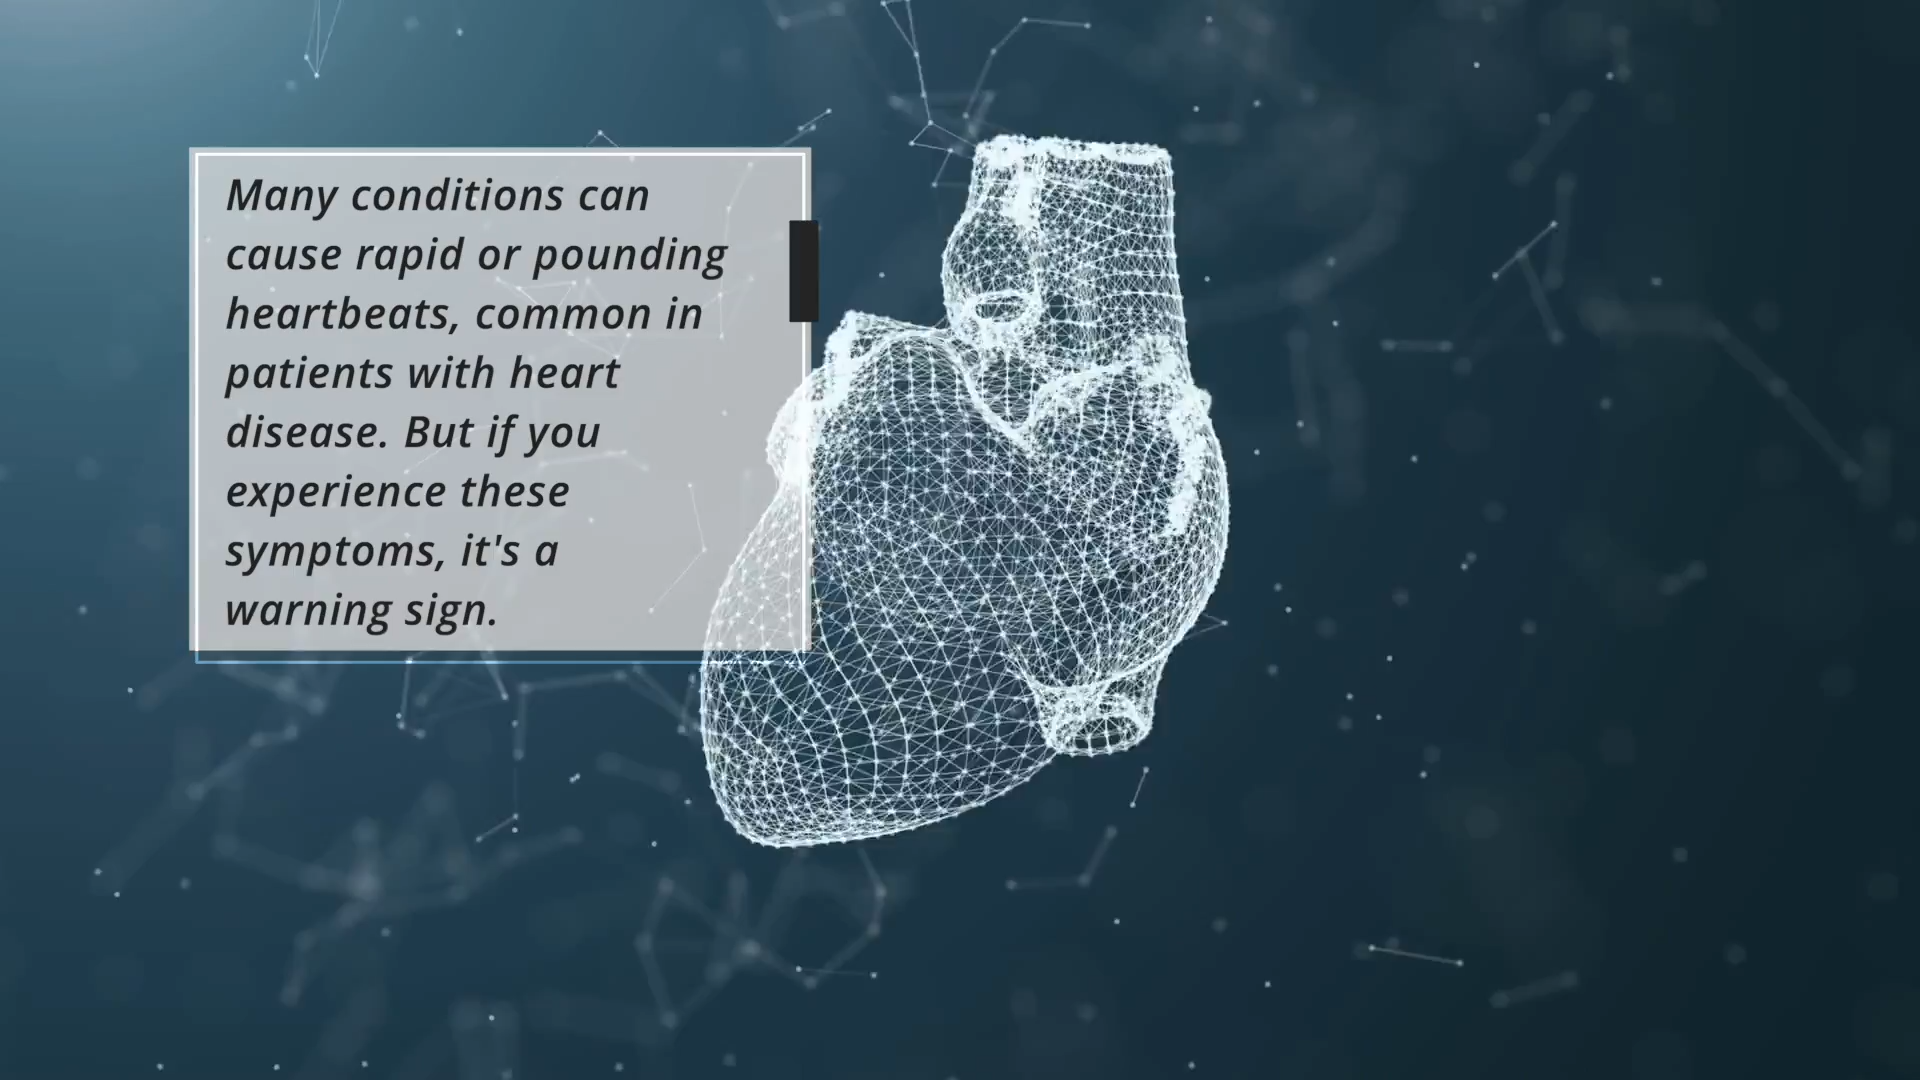 Many conditions can
cause rapid or pounding
heartbeats, common in
patients with heart
disease. But if you
experience these
symptoms, it's a
warning sign.